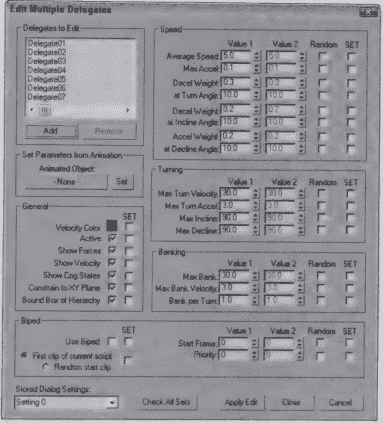 Edit Multiple Delegates
Delegates to Edit
Delegate01
Delegate02
Delegate03
Delegate04
Delegate05
Delegate06
Delegate07
Add
Remove
Set Parameters from Animation
Animated Object:
- None
Set
General
SET
Velocity Color
Active
Show Forces
Show Velocity
Show Cog States
Constrain to XY Plane
Bound Box of Hierarchy
Speed
Value 1 Value 2 Random SET
Average Speed: 5.0 5.0
Max Accel: 0.1 0.1
Decel Weight: 0.3 0.3
at Turn Angle: 10.0 10.0
Decel Weight: 0.2 0.2
at Incline Angle: 10.0 10.0
Accel Weight: 0.2 0.2
at Decline Angle: 10.0 10.0
Turning
Value 1 Value 2 Random SET
Max Turn Velocity: 30.0 30.0
Max Turn Accel: 3.0 3.0
Max Incline: 90.0 90.0
Max Decline: 90.0 90.0
Banking
Value 1 Value 2 Random SET
Max Bank: 30.0 30.0
Max Bank Velocity: 3.0 3.0
Bank per Turn: 1.0 1.0
Biped
SET
Use Biped
First clip of current script
Random start clip
Value 1 Value 2 Random SET
Start Frame: 0 0
Priority: 0 0
Stored Dialog Settings:
Setting 0
Check All Sets
Apply Edit
Close
Cancel